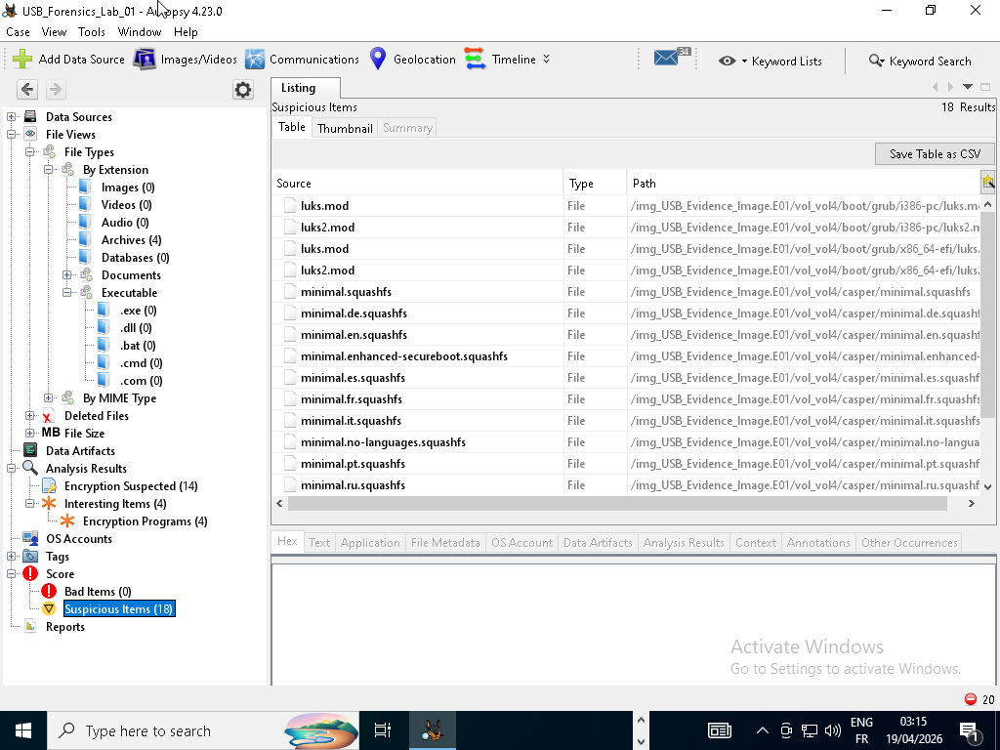 USB_Forensics_Lab_01 - Autopsy 4.23.0
Case View Tools Window Help
Add Data Source Images/Videos Communications Geolocation Timeline 34 Keyword Lists Keyword Search
Listing
Suspicious Items 18 Results
Table Thumbnail Summary
Save Table as CSV
Source Type Path
luks.mod File /img_USB_Evidence_Image.E01/vol_vol4/boot/grub/i386-pc/luks.m
luks2.mod File /img_USB_Evidence_Image.E01/vol_vol4/boot/grub/i386-pc/luks2.m
luks.mod File /img_USB_Evidence_Image.E01/vol_vol4/boot/grub/x86_64-efi/luks.
luks2.mod File /img_USB_Evidence_Image.E01/vol_vol4/boot/grub/x86_64-efi/luks
minimal.squashfs File /img_USB_Evidence_Image.E01/vol_vol4/casper/minimal.squashfs
minimal.de.squashfs File /img_USB_Evidence_Image.E01/vol_vol4/casper/minimal.de.squashf
minimal.en.squashfs File /img_USB_Evidence_Image.E01/vol_vol4/casper/minimal.en.squashf
minimal.enhanced-secureboot.squashfs File /img_USB_Evidence_Image.E01/vol_vol4/casper/minimal.enhanced-
minimal.es.squashfs File /img_USB_Evidence_Image.E01/vol_vol4/casper/minimal.es.squashf
minimal.fr.squashfs File /img_USB_Evidence_Image.E01/vol_vol4/casper/minimal.fr.squashfs
minimal.it.squashfs File /img_USB_Evidence_Image.E01/vol_vol4/casper/minimal.it.squashfs
minimal.no-languages.squashfs File /img_USB_Evidence_Image.E01/vol_vol4/casper/minimal.no-langua
minimal.pt.squashfs File /img_USB_Evidence_Image.E01/vol_vol4/casper/minimal.pt.squashf
minimal.ru.squashfs File /img_USB_Evidence_Image.E01/vol_vol4/casper/minimal.ru.squashf
Data Sources
File Views
File Types
By Extension
Images (0)
Videos (0)
Audio (0)
Archives (4)
Databases (0)
Documents
Executable
.exe (0)
.dll (0)
.bat (0)
.cmd (0)
.com (0)
By MIME Type
Deleted Files
MB File Size
Data Artifacts
Analysis Results
Encryption Suspected (14)
Interesting Items (4)
Encryption Programs (4)
OS Accounts
Tags
Score
Bad Items (0)
Suspicious Items (18)
Reports
Hex Text Application File Metadata OS Account Data Artifacts Analysis Results Context Annotations Other Occurrences
Activate Windows
Go to Settings to activate Windows.
20
Type here to search
ENG
FR
03:15
19/04/2026
1